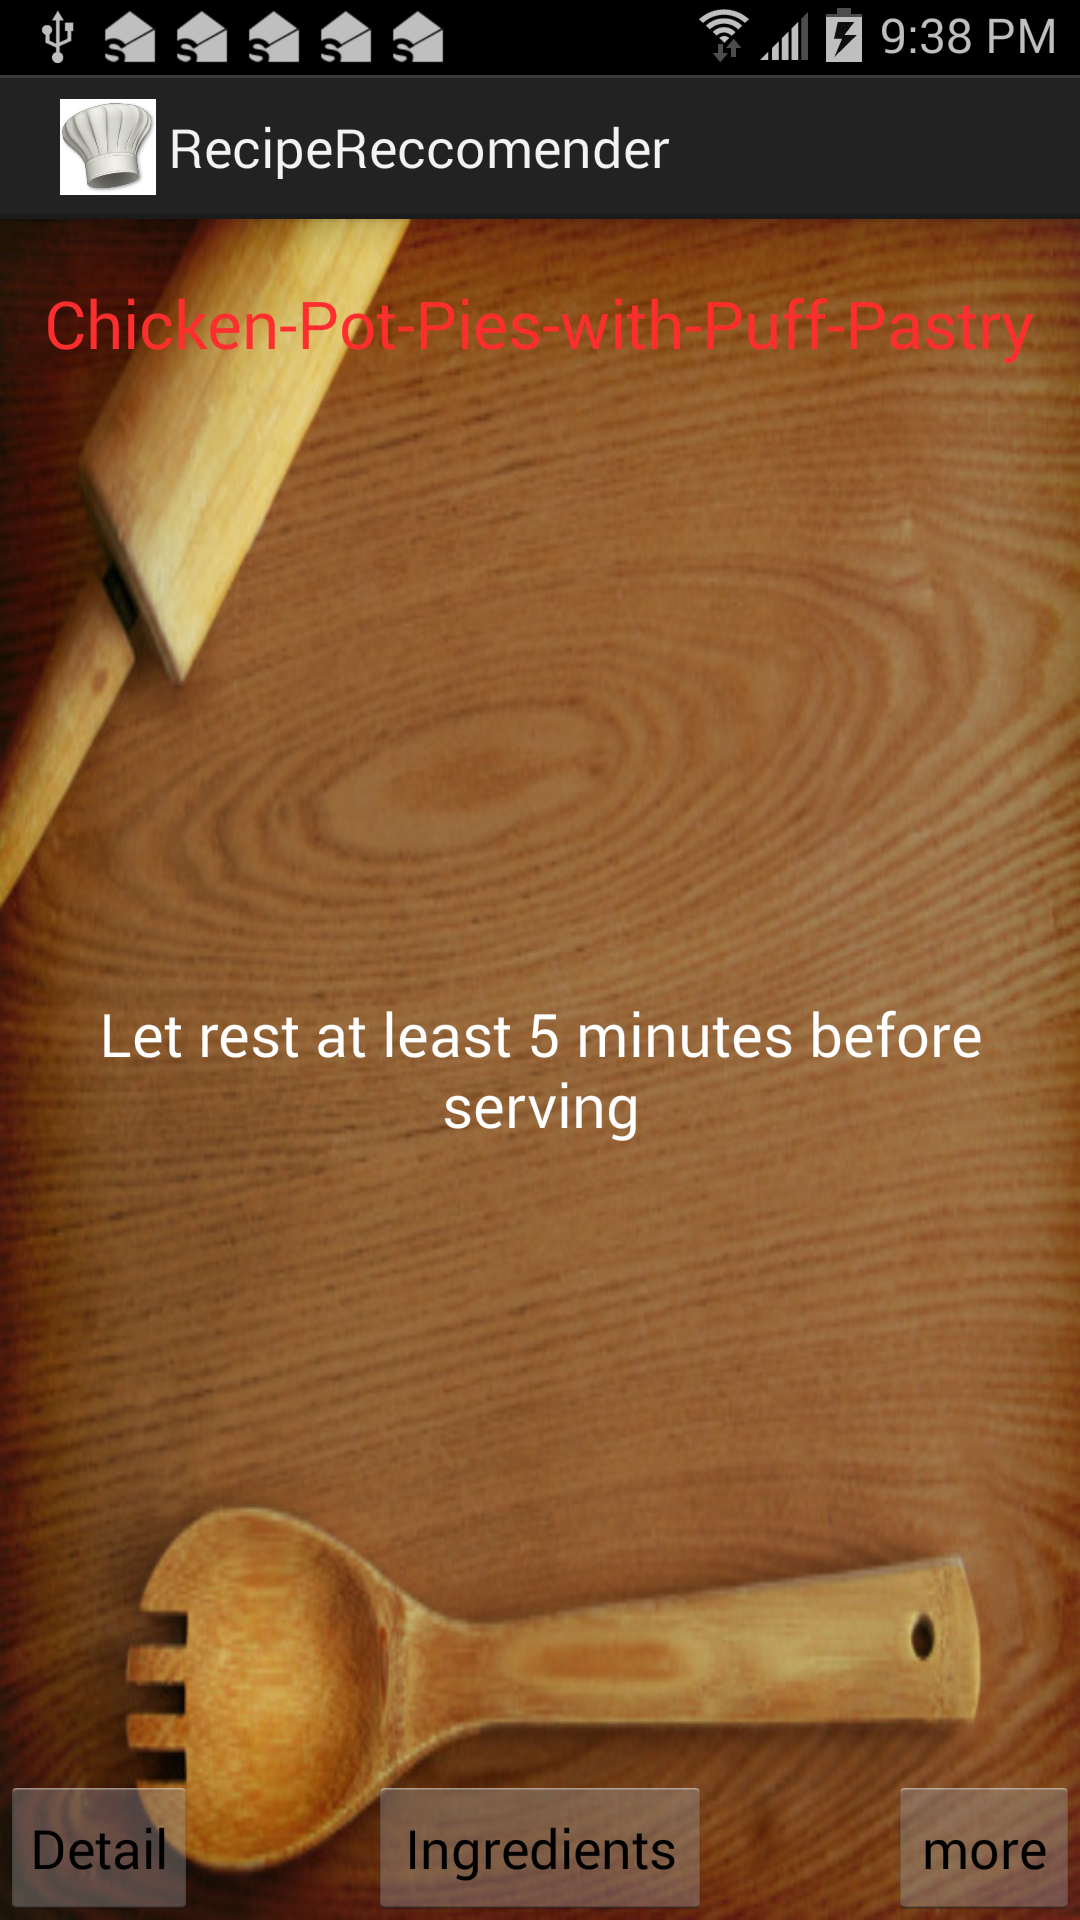 9:38 PM
RecipeReccomender
Chicken-Pot-Pies-with-Puff-Pastry
Let rest at least 5 minutes before
serving
Detail Ingredients more